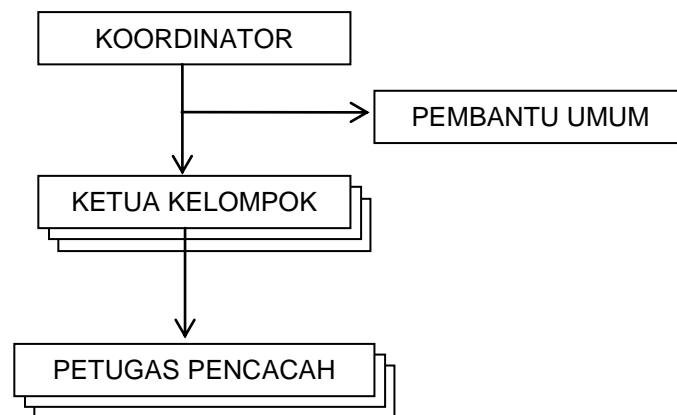 KOORDINATOR
PEMBANTU UMUM
KETUA KELOMPOK
PETUGAS PENCACAH